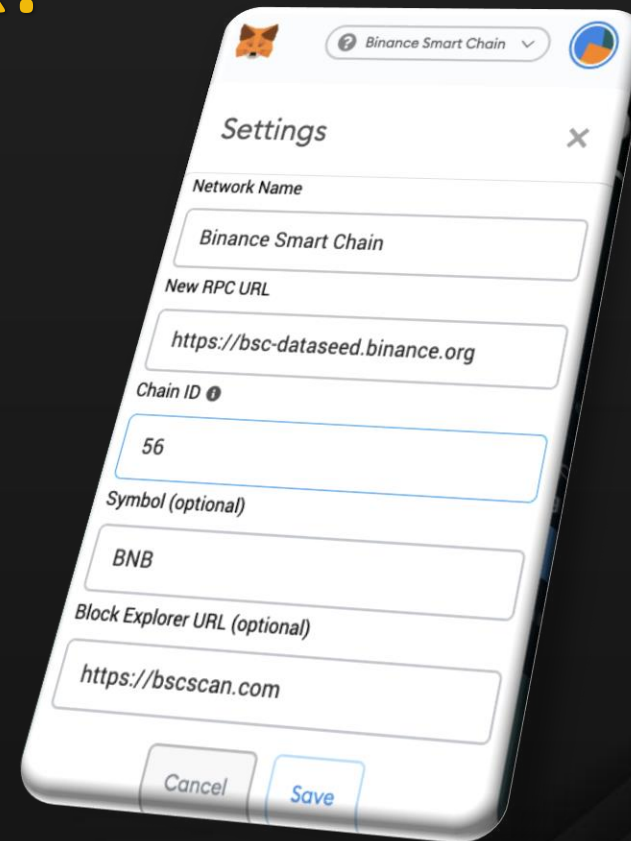 Binance Smart Chain
Settings
Network Name
Binance Smart Chain
New RPC URL
https://bsc-dataseed.binance.org
Chain ID
56
Symbol (optional)
BNB
Block Explorer URL (optional)
https://bscscan.com
Cancel
Save